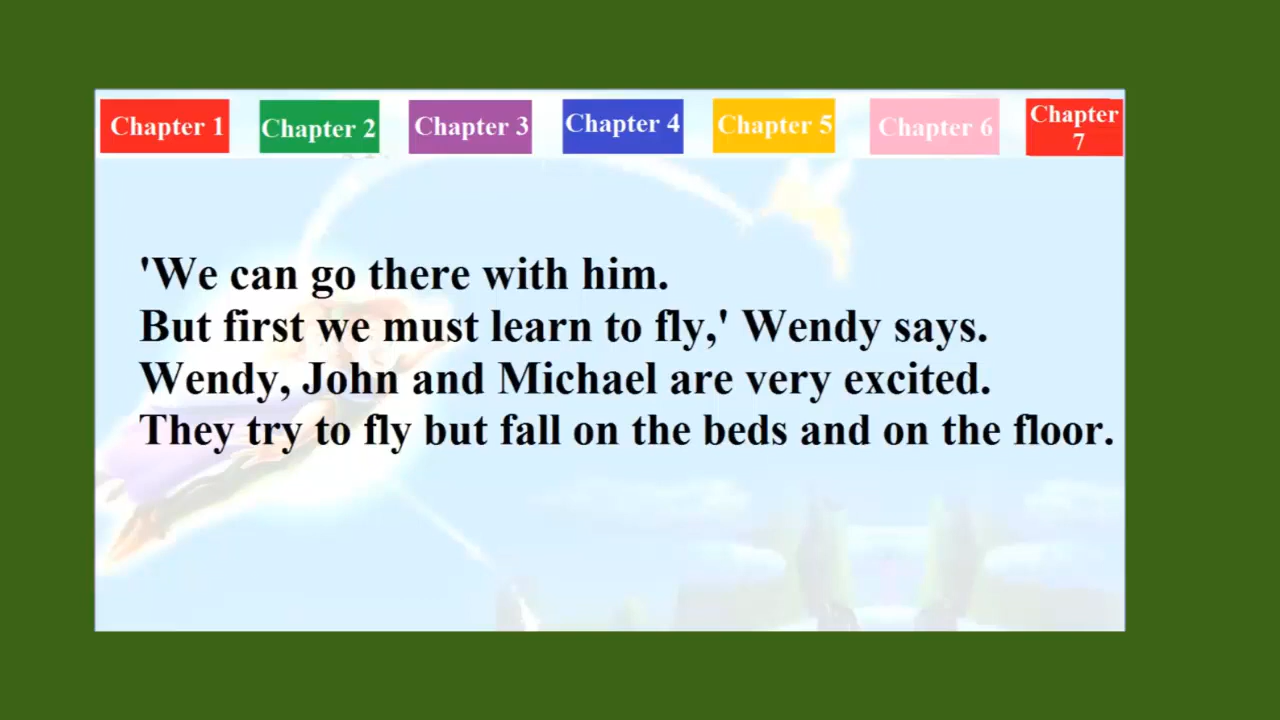 Chapter 1 Chapter 2 Chapter 3 Chapter 4 Chapter 5 Chapter 6 Chapter 7
'We can go there with him.
But first we must learn to fly,' Wendy says.
Wendy, John and Michael are very excited.
They try to fly but fall on the beds and on the floor.